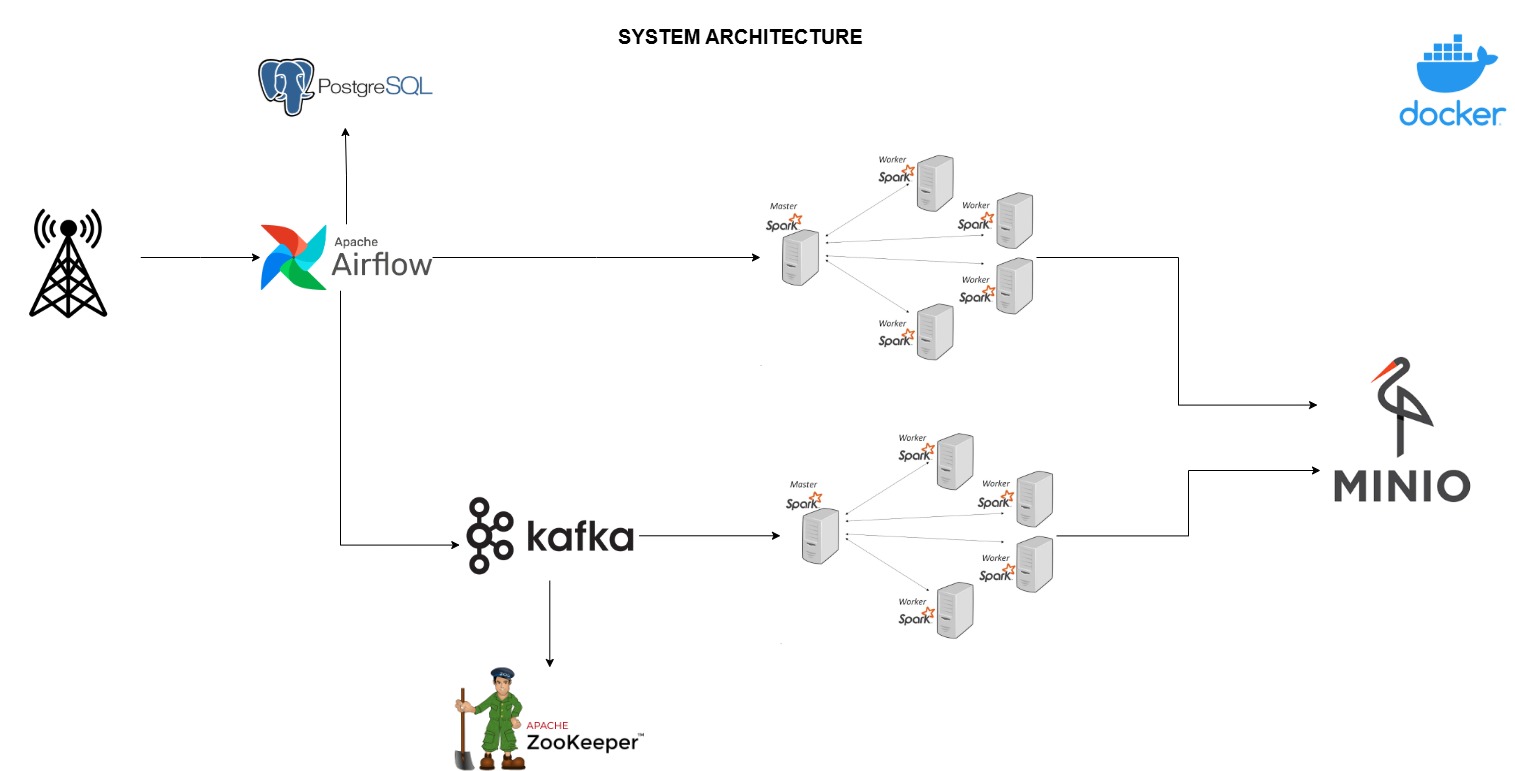 SYSTEM ARCHITECTURE
PostgreSQL
docker
Apache
Airflow
Master
Spark
Worker
Spark
Worker
Spark
Worker
Spark
Worker
Spark
MINIO
kafka
Master
Spark
Worker
Spark
Worker
Spark
Worker
Spark
Worker
Spark
APACHE
ZooKeeper™